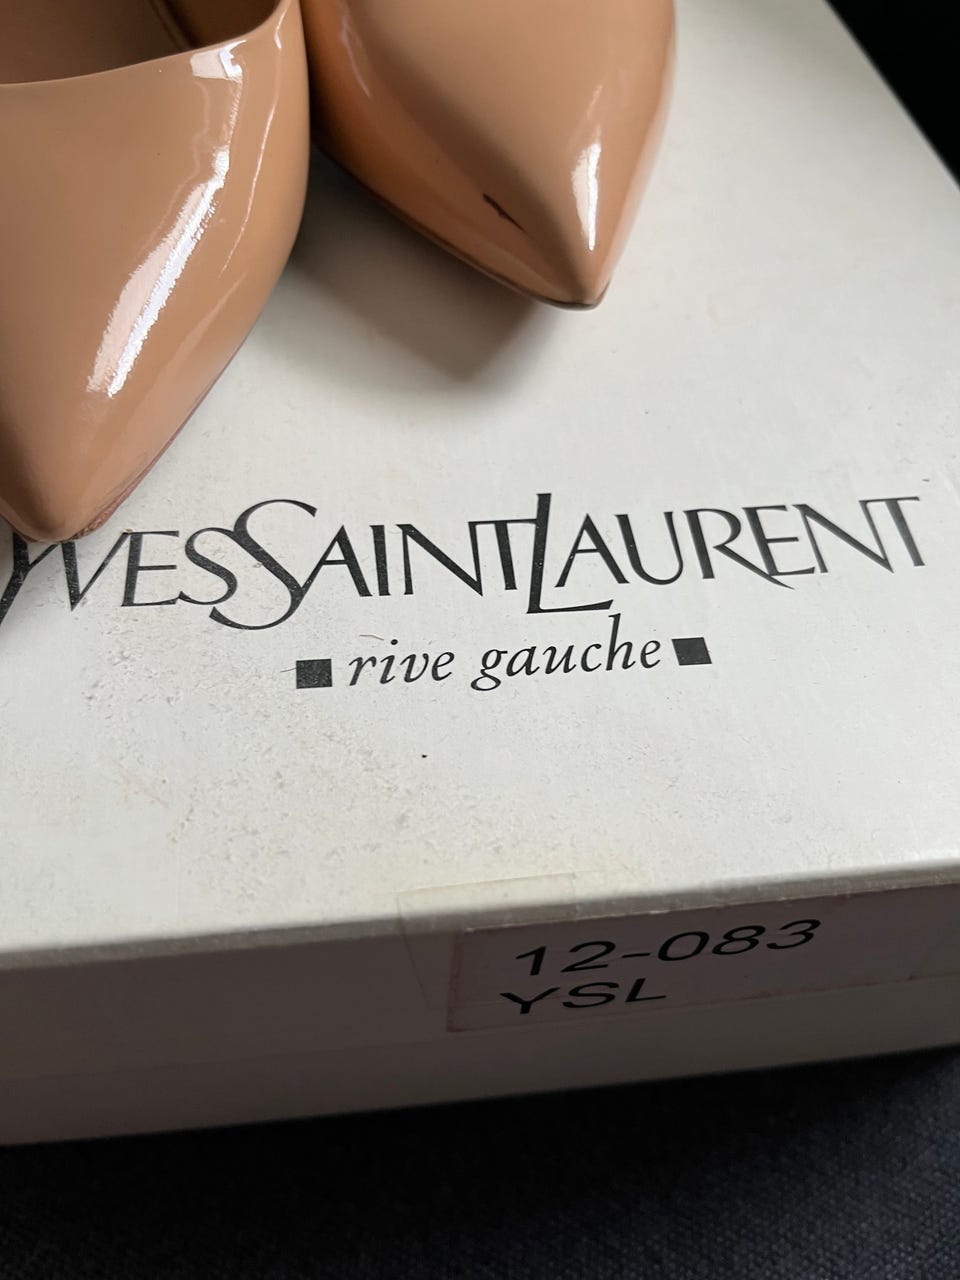 YVESSAINTLAURENT
rive gauche
12-083
YSL